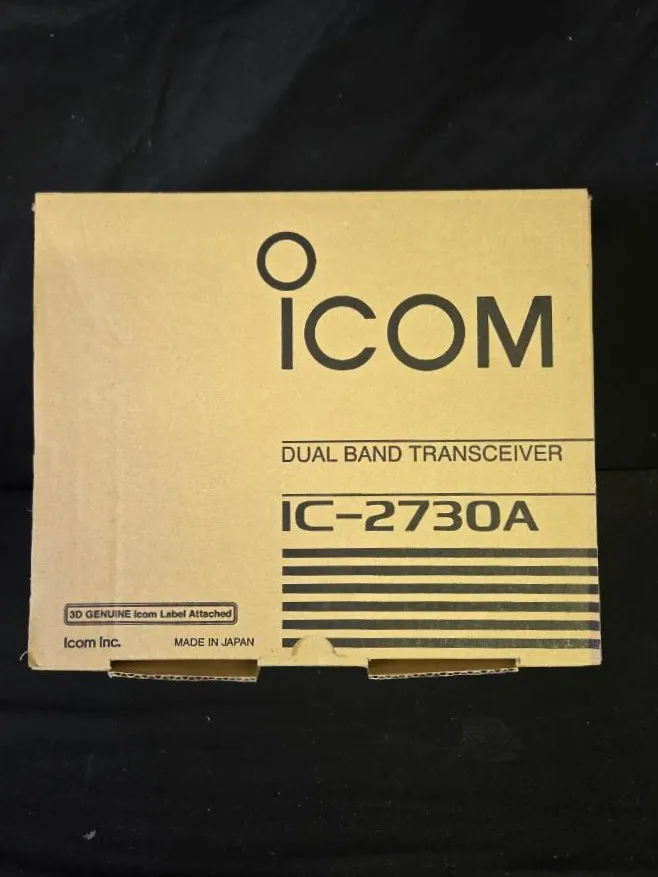 ICOM
DUAL BAND TRANSCEIVER
IC-2730A
3D GENUINE Icom Label Attached
Icom Inc.
MADE IN JAPAN